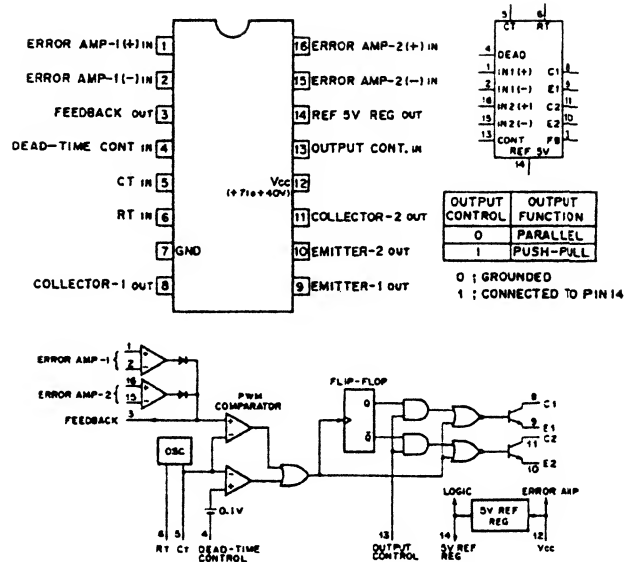 ERROR AMP-1(+) IN 1
ERROR AMP-1(-) IN 2
FEEDBACK OUT 3
DEAD-TIME CONT IN 4
CT IN 5
RT IN 6
7 GND
COLLECTOR-1 OUT 8
16 ERROR AMP-2(+) IN
15 ERROR AMP-2(-) IN
14 REF 5V REG OUT
13 OUTPUT CONT. IN
Vcc 12
(+7 to +40V)
11 COLLECTOR-2 OUT
10 EMITTER-2 OUT
9 EMITTER-1 OUT
5 6
CT RT
4 DEAD
1 IN1(+) C1 8
2 IN1(-) E1 9
16 IN2(+) C2 11
15 IN2(-) E2 10
13 CONT FB 3
REF 5V
14
OUTPUT CONTROL OUTPUT FUNCTION
0 PARALLEL
1 PUSH-PULL
0 ; GROUNDED
1 ; CONNECTED TO PIN 14
ERROR AMP-1 { 1 2
+ -
ERROR AMP-2 { 16 15
+ -
FEEDBACK 3
PWM
COMPARATOR
+ -
OSC
- +
0.1V
6 5 4
RT CT DEAD-TIME
CONTROL
FLIP-FLOP
Q
Q̅
8 C1
9 E1
11 C2
10 E2
13
OUTPUT
CONTROL
LOGIC
ERROR AMP
5V REF
REG
14
5V REF
REG
12
Vcc